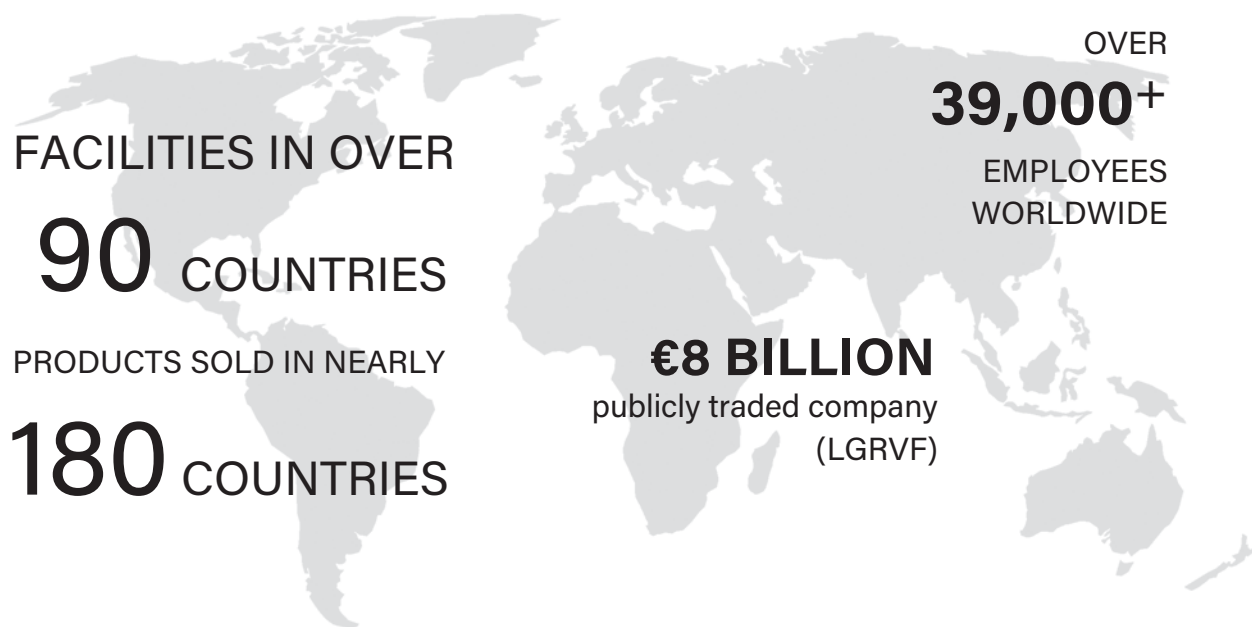 FACILITIES IN OVER
90 COUNTRIES
PRODUCTS SOLD IN NEARLY
180 COUNTRIES
OVER
39,000+
EMPLOYEES
WORLDWIDE
€8 BILLION
publicly traded company
(LGRVF)